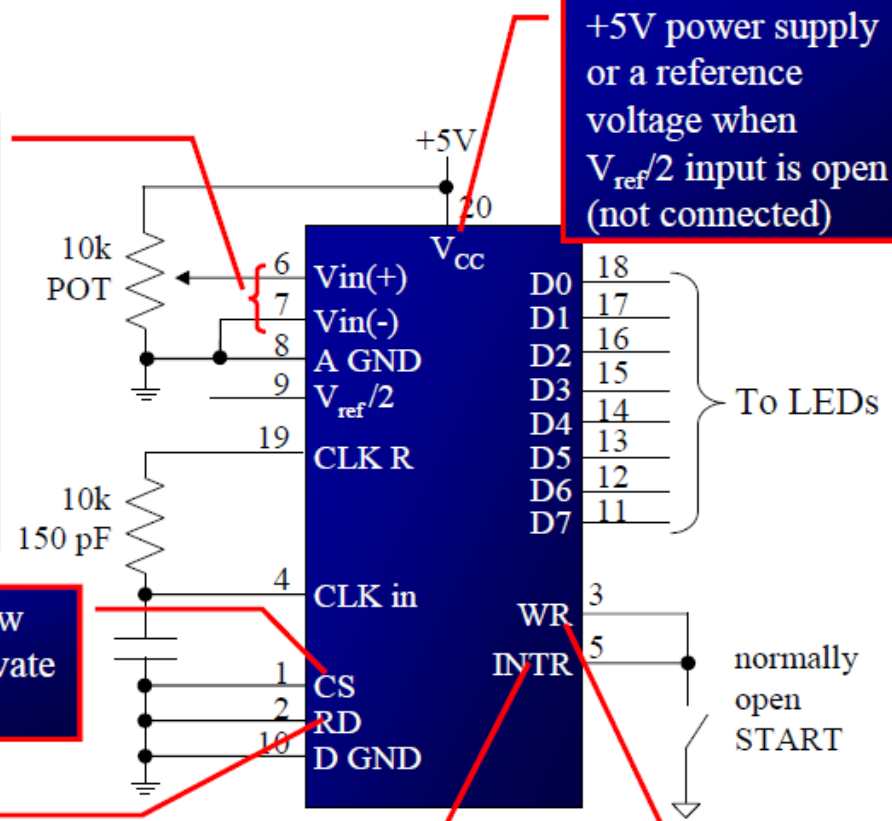 +5V power supply
or a reference
voltage when
Vref/2 input is open
(not connected)
+5V
20
VCC
10k
POT
6
Vin(+)
7
Vin(-)
8
A GND
9
Vref/2
19
CLK R
10k
150 pF
4
CLK in
1
CS
2
RD
10
D GND
D0
18
D1
17
D2
16
D3
15
D4
14
D5
13
D6
12
D7
11
To LEDs
WR
3
INTR
5
normally
open
START